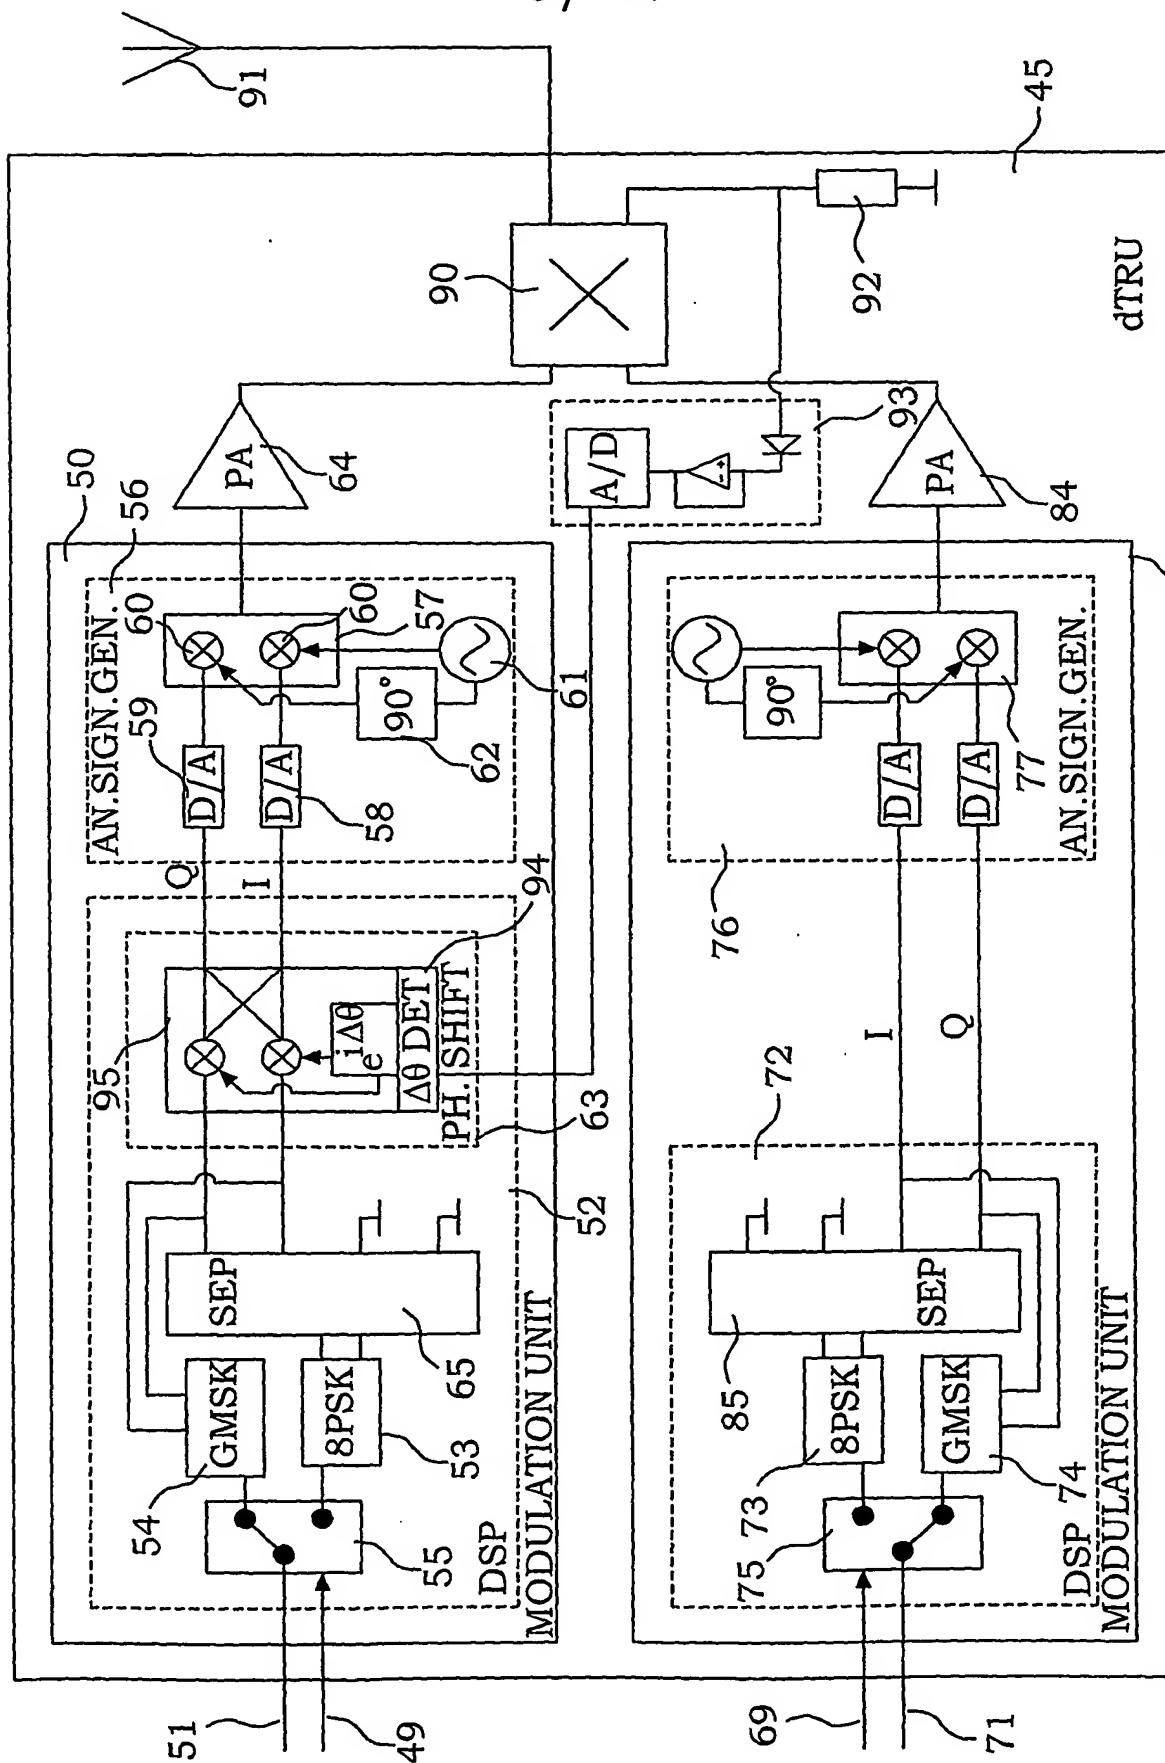 91
45
90
92
dTRU
50
56
PA
64
A/D
93
PA
84
AN.SIGN.GEN.
60
60
57
59
D/A
D/A
58
90°
62
61
Q
I
94
95
e iΔθ
Δθ DET
PH. SHIFT
63
52
SEP
65
GMSK
54
8PSK
53
55
DSP
MODULATION UNIT
51
49
90°
D/A
D/A
77
AN.SIGN.GEN.
76
I
Q
72
SEP
85
8PSK
73
GMSK
74
75
DSP
MODULATION UNIT
69
71